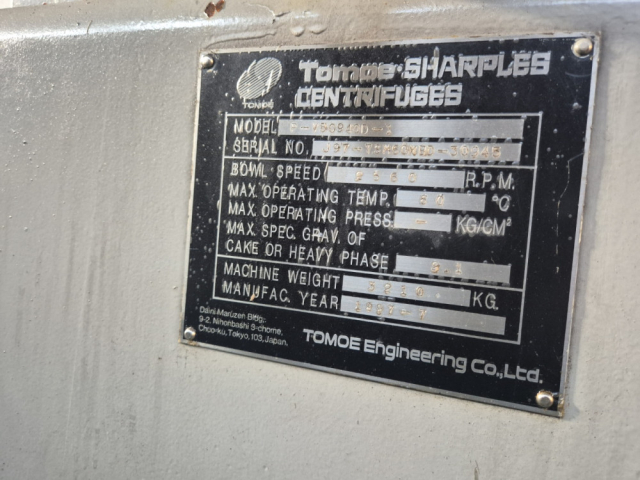 TOMOE
Tomoe-SHARPLES
CENTRIFUGES
MODEL
SERIAL NO.
BOWL SPEED R.P.M.
MAX. OPERATING TEMP. °C
MAX. OPERATING PRESS. - KG/CM²
MAX. SPEC. GRAV. OF
CAKE OR HEAVY PHASE
MACHINE WEIGHT KG.
MANUFAC. YEAR
Daini-Maruzen Bldg.
9-2, Nihonbashi 3-chome,
Chuo-ku, Tokyo, 103, Japan.
TOMOE Engineering Co., Ltd.